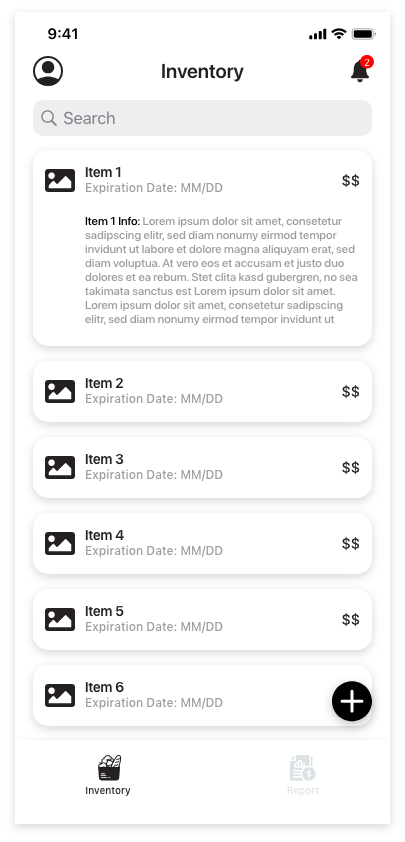 9:41
Inventory
2
Search
Item 1
Expiration Date: MM/DD
$$
Item 1 Info: Lorem ipsum dolor sit amet, consetetur
sadipscing elitr, sed diam nonumy eirmod tempor
invidunt ut labore et dolore magna aliquyam erat, sed
diam voluptua. At vero eos et accusam et justo duo
dolores et ea rebum. Stet clita kasd gubergren, no sea
takimata sanctus est Lorem ipsum dolor sit amet.
Lorem ipsum dolor sit amet, consetetur sadipscing
elitr, sed diam nonumy eirmod tempor invidunt ut
Item 2
Expiration Date: MM/DD
$$
Item 3
Expiration Date: MM/DD
$$
Item 4
Expiration Date: MM/DD
$$
Item 5
Expiration Date: MM/DD
$$
Item 6
Expiration Date: MM/DD
Inventory
$
Report